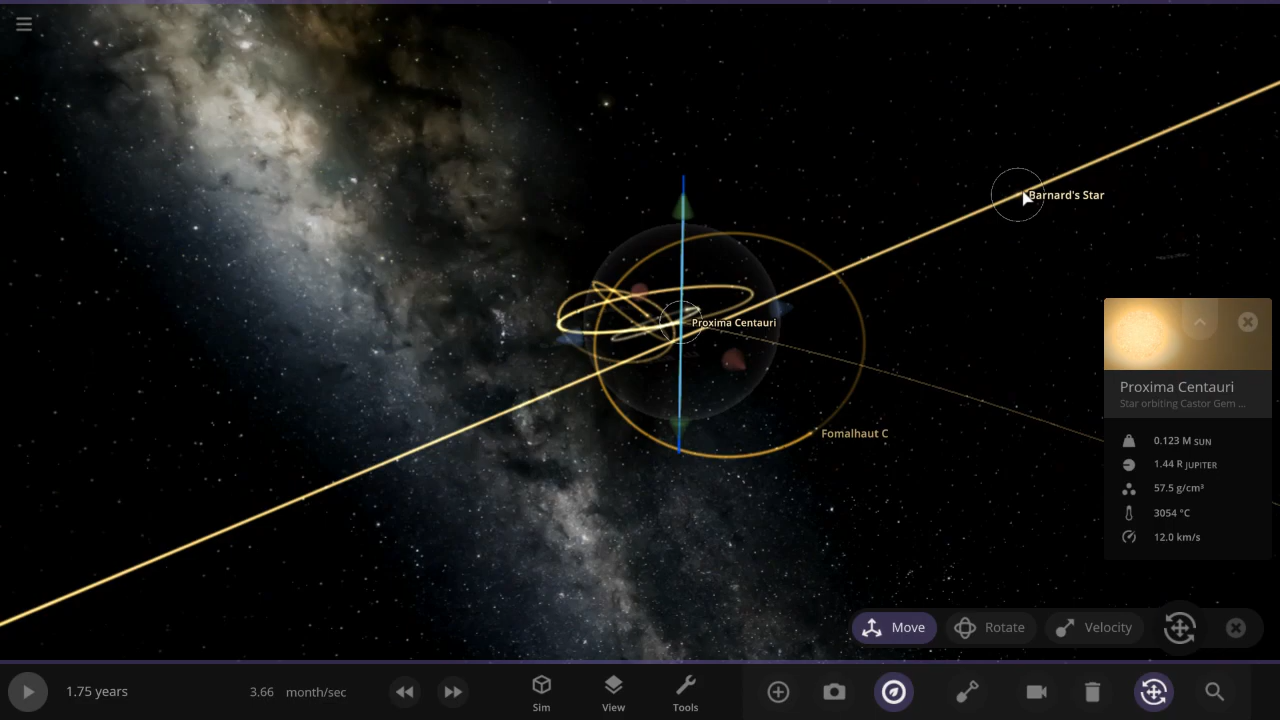 Barnard's Star
Proxima Centauri
Fomalhaut C
Proxima Centauri
Star orbiting Castor Gem ...
0.123 M SUN
1.44 R JUPITER
57.5 g/cm³
3054 °C
12.0 km/s
Move
Rotate
Velocity
1.75 years
3.66 month/sec
Sim
View
Tools